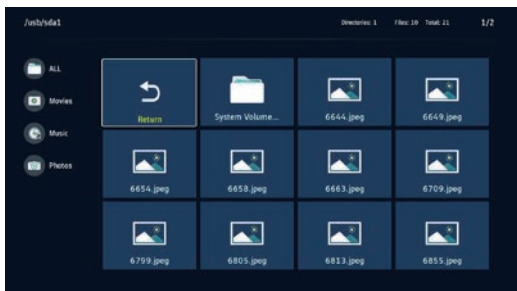 /usb/sda1
Directories: 1 Files: 10 Total: 21 1/2
ALL
Movies
Music
Photos
Return
System Volume...
6644.jpeg
6649.jpeg
6654.jpeg
6658.jpeg
6663.jpeg
6709.jpeg
6799.jpeg
6805.jpeg
6813.jpeg
6855.jpeg